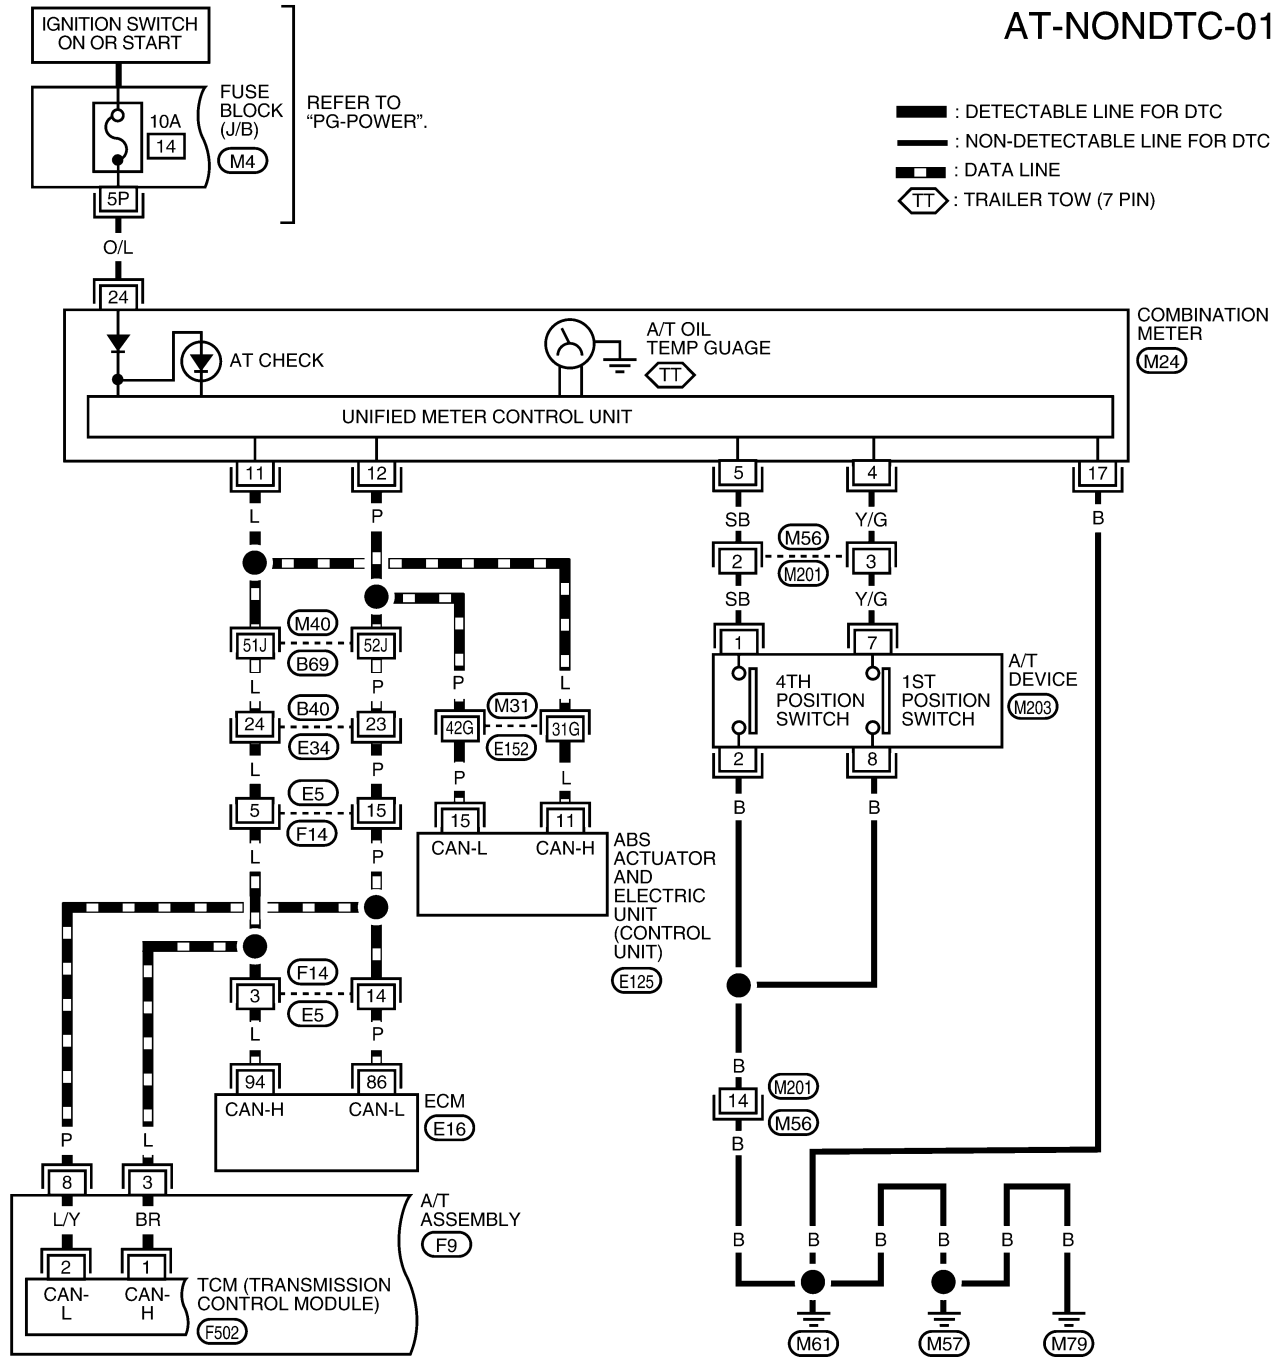 AT-NONDTC-01
IGNITION SWITCH
ON OR START
FUSE
BLOCK
(J/B)
M4
10A
14
REFER TO
“PG-POWER”.
5P
O/L
24
: DETECTABLE LINE FOR DTC
: NON-DETECTABLE LINE FOR DTC
: DATA LINE
TT : TRAILER TOW (7 PIN)
COMBINATION
METER
M24
AT CHECK
A/T OIL
TEMP GUAGE
TT
UNIFIED METER CONTROL UNIT
11 12 5 4 17
L P SB Y/G B
2 M56 3
M201
SB Y/G
51J M40 52J
B69
L P
24 B40 23
E34
L P
5 E5 15
F14
L P
P L
42G M31 31G
E152
P L
15 11
CAN-L CAN-H
ABS
ACTUATOR
AND
ELECTRIC
UNIT
(CONTROL
UNIT)
E125
1 7
4TH
POSITION
SWITCH
1ST
POSITION
SWITCH
A/T
DEVICE
M203
2 8
B B
3 F14 14
E5
L P
94 86
CAN-H CAN-L
ECM
E16
B
14 M201
M56
B
P L
8 3
L/Y BR
2 1
CAN-
L
CAN-
H
TCM (TRANSMISSION
CONTROL MODULE)
F502
A/T
ASSEMBLY
F9
B B B B B B
M61 M57 M79